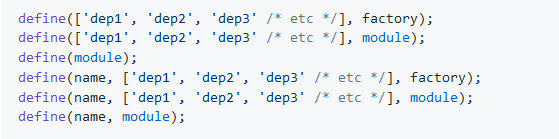 define(['dep1', 'dep2', 'dep3' /* etc */], factory);
define(['dep1', 'dep2', 'dep3' /* etc */], module);
define(module);
define(name, ['dep1', 'dep2', 'dep3' /* etc */], factory);
define(name, ['dep1', 'dep2', 'dep3' /* etc */], module);
define(name, module);